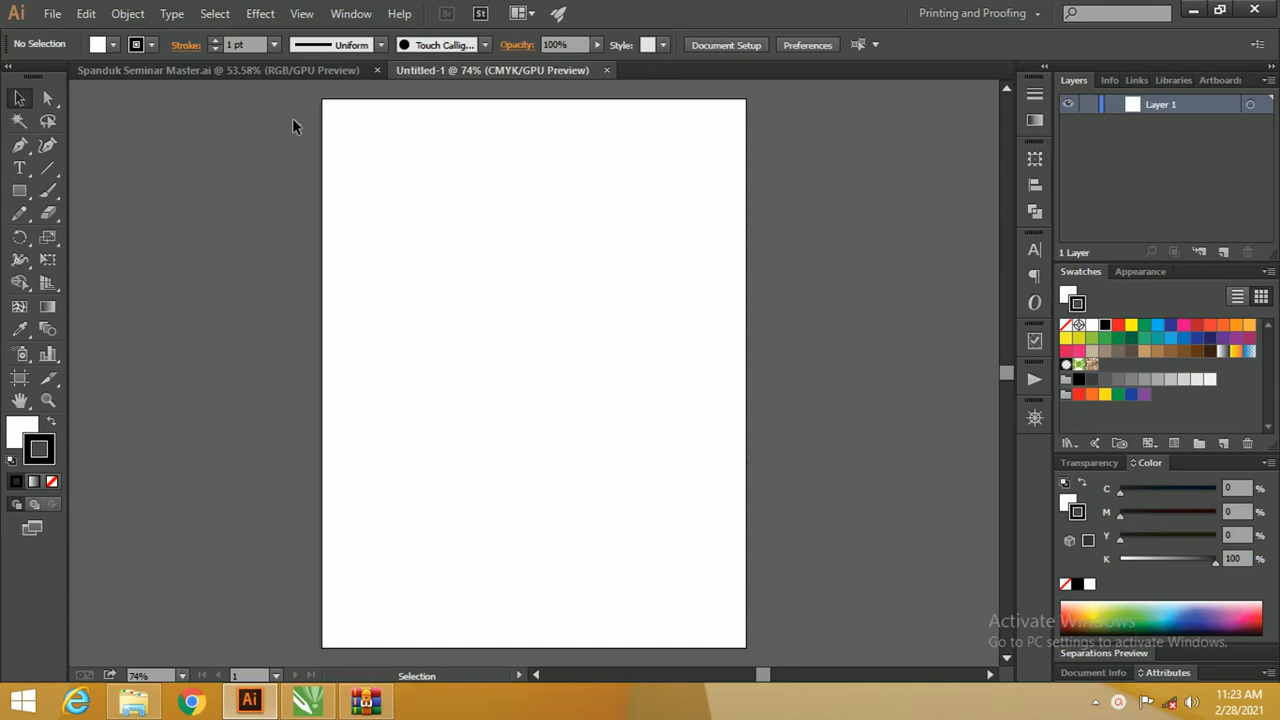 Ai File Edit Object Type Select Effect View Window Help Br St Printing and Proofing
No Selection Stroke: 1 pt Uniform Touch Callig... Opacity: 100% Style: Document Setup Preferences
Spanduk Seminar Master.ai @ 53.58% (RGB/GPU Preview) × Untitled-1 @ 74% (CMYK/GPU Preview) ×
Layers Info Links Libraries Artboard:
Layer 1
1 Layer
Swatches Appearance
Transparency Color
C 0 %
M 0 %
Y 0 %
K 100 %
Activate Windows
Go to PC settings to activate Windows.
Separations Preview
Document Info Attributes
74% 1 Selection
Ai
11:23 AM
2/28/2021